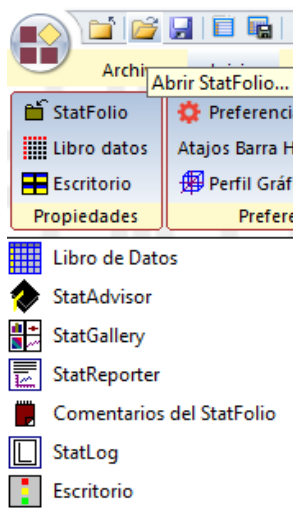 Archi
Abrir StatFolio...
StatFolio
Preferenci
Libro datos
Atajos Barra H
Escritorio
Perfil Gráf
Propiedades
Prefere
Libro de Datos
StatAdvisor
StatGallery
StatReporter
Comentarios del StatFolio
StatLog
Escritorio